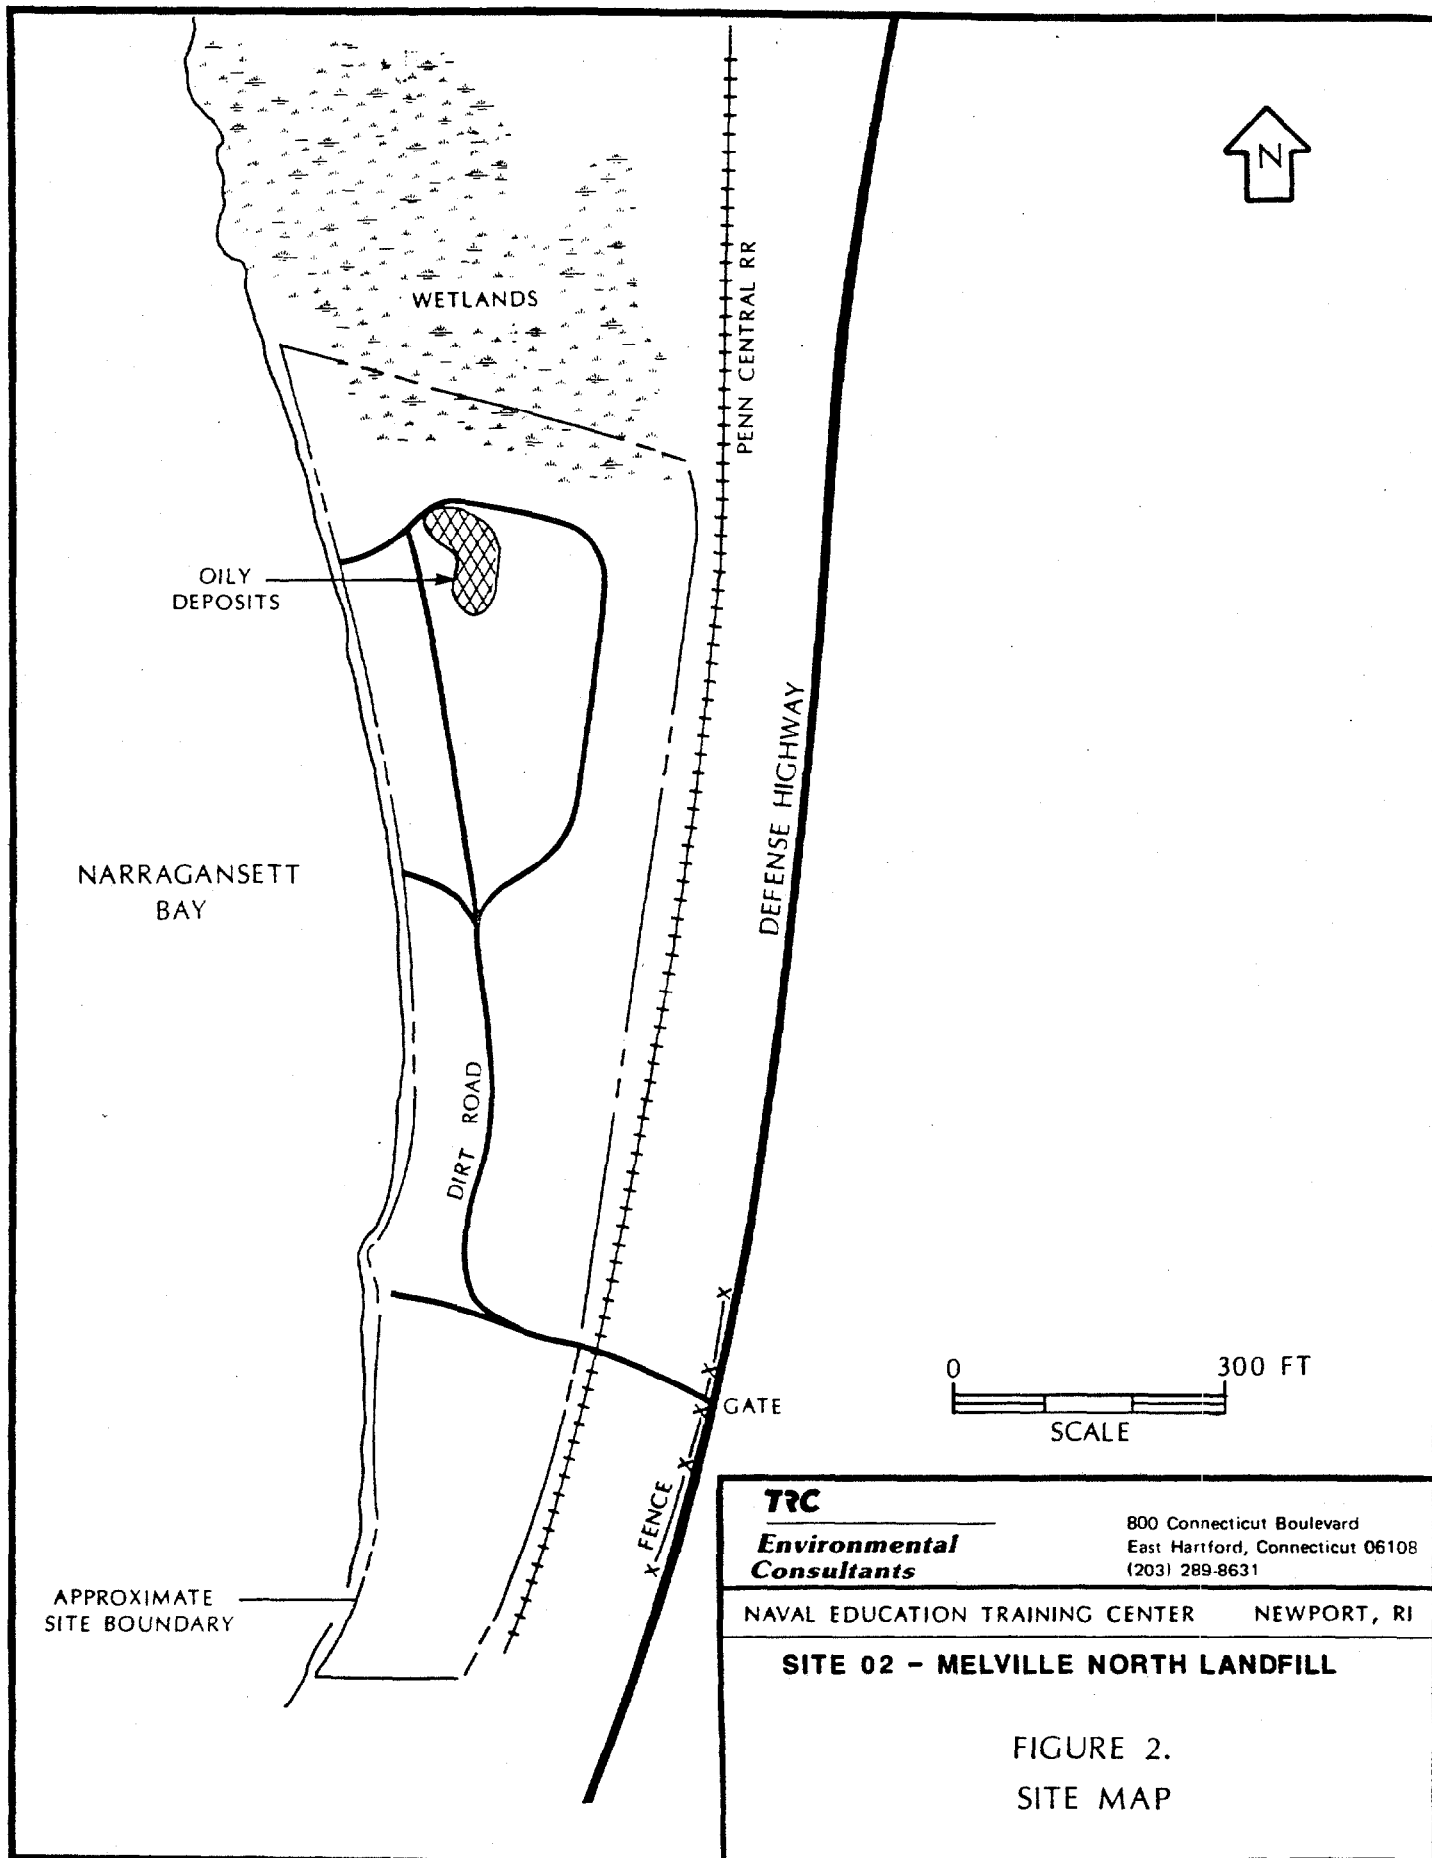 N
WETLANDS
PENN CENTRAL RR
OILY
DEPOSITS
DEFENSE HIGHWAY
NARRAGANSETT
BAY
DIRT ROAD
GATE
FENCE
0 300 FT
SCALE
APPROXIMATE
SITE BOUNDARY
TRC
Environmental
Consultants
800 Connecticut Boulevard
East Hartford, Connecticut 06108
(203) 289-8631
NAVAL EDUCATION TRAINING CENTER NEWPORT, RI
SITE 02 - MELVILLE NORTH LANDFILL
FIGURE 2.
SITE MAP